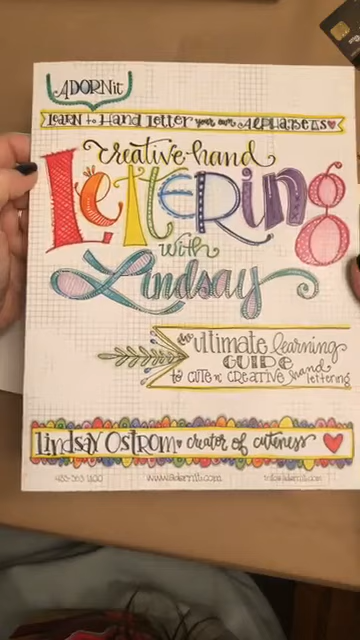 ADORNit
LEARN to HAND LETTER your own ALPHABETS
creative hand
LETTERING
with
Lindsay
an ultimate learning
GUIDE
to CUTE n' CREATIVE hand lettering
Lindsay Ostrom creator of cuteness
www.adornit.com